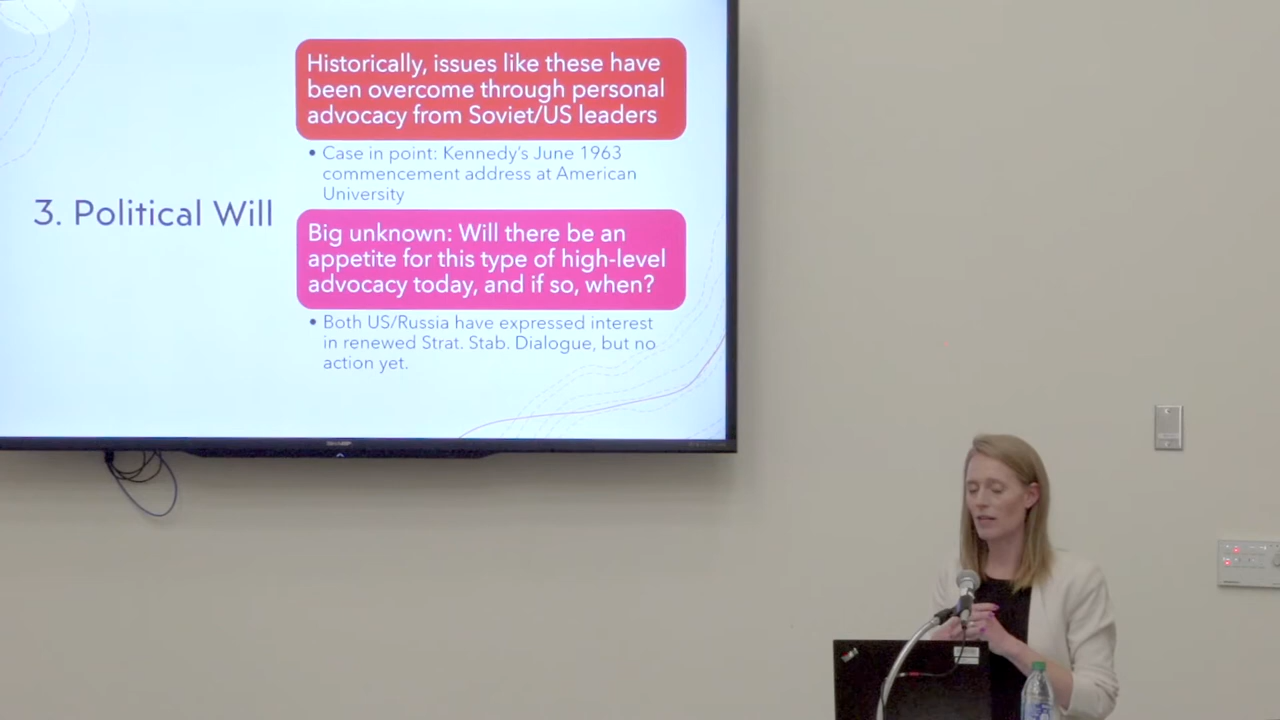 3. Political Will
Historically, issues like these have
been overcome through personal
advocacy from Soviet/US leaders
• Case in point: Kennedy's June 1963
commencement address at American
University
Big unknown: Will there be an
appetite for this type of high-level
advocacy today, and if so, when?
• Both US/Russia have expressed interest
in renewed Strat. Stab. Dialogue, but no
action yet.
SHARP